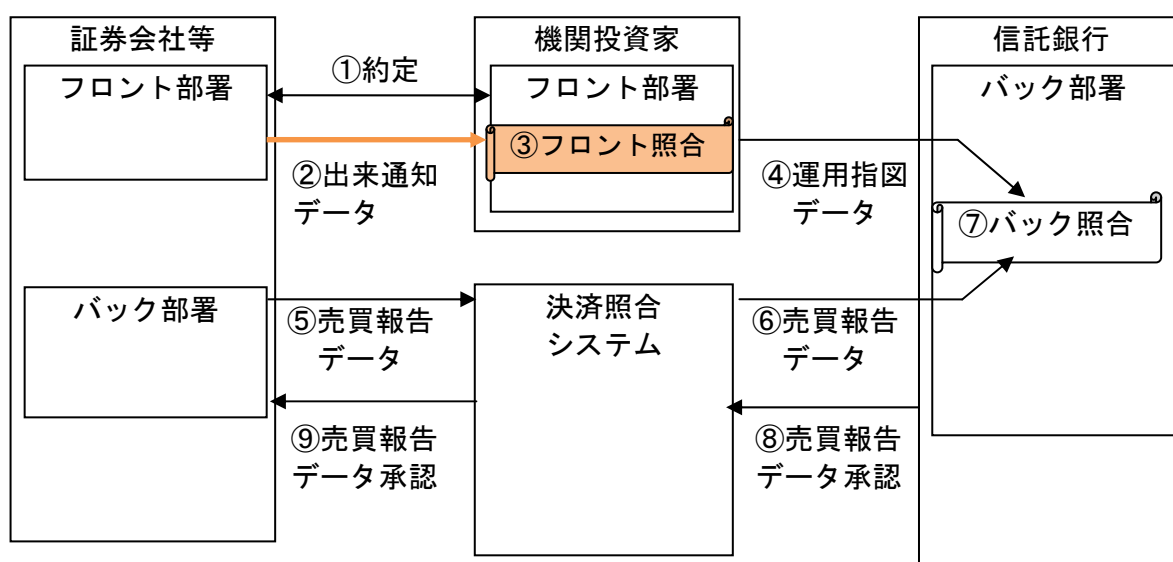 証券会社等
機関投資家
信託銀行
フロント部署
①約定
フロント部署
バック部署
③フロント照合
②出来通知
データ
④運用指図
データ
⑦バック照合
バック部署
⑤売買報告
データ
決済照合
システム
⑥売買報告
データ
⑨売買報告
データ承認
⑧売買報告
データ承認